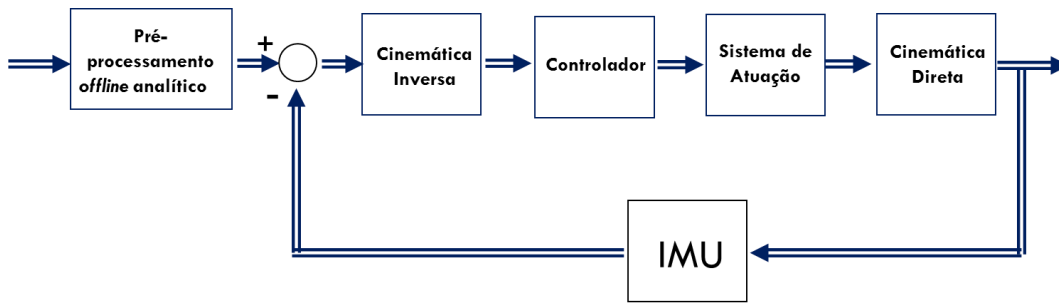 Pré-
processamento
offline analítico
+
-
Cinemática
Inversa
Controlador
Sistema de
Atuação
Cinemática
Direta
IMU